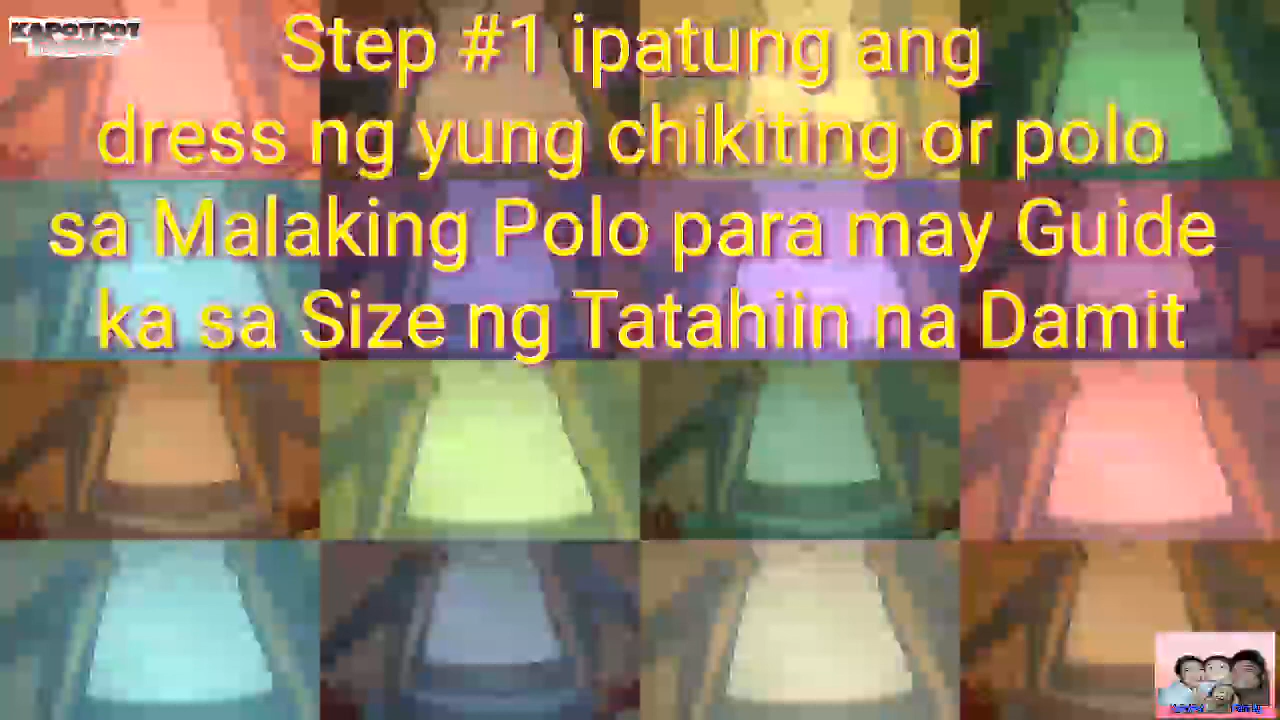 KAPOTPOT
Step #1 ipatung ang
dress ng yung chikiting or polo
sa Malaking Polo para may Guide
ka sa Size ng Tatahiin na Damit